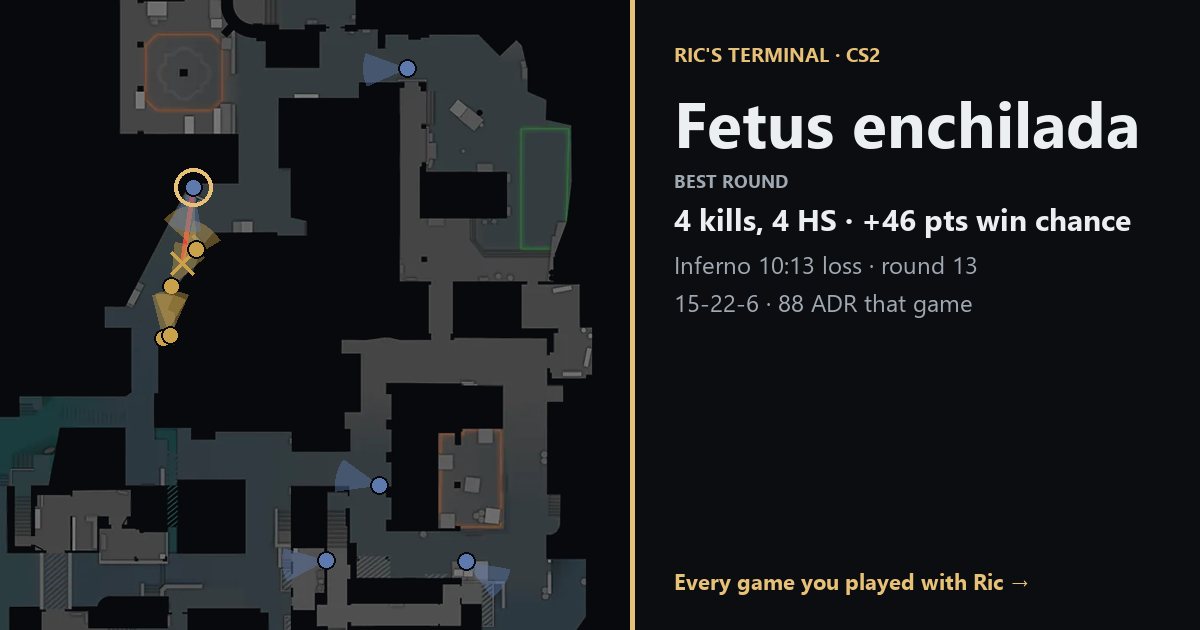 RIC'S TERMINAL · CS2
Fetus enchilada
BEST ROUND
4 kills, 4 HS · +46 pts win chance
Inferno 10:13 loss · round 13
15-22-6 · 88 ADR that game
Every game you played with Ric →